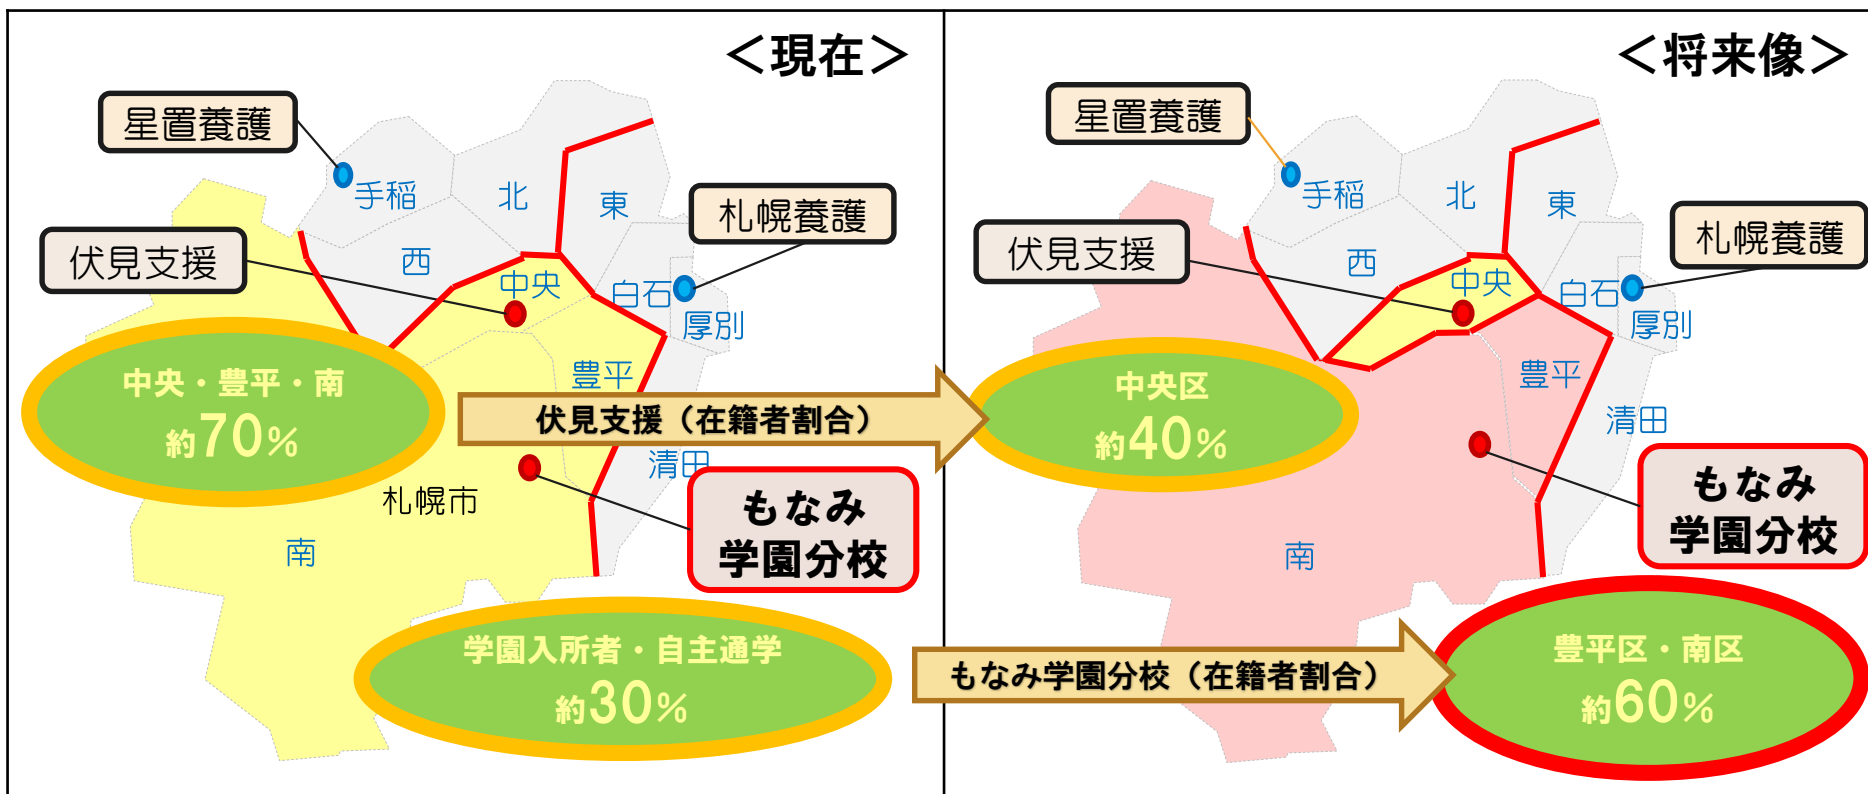 ＜現在＞
星置養護
手稲
北
東
札幌養護
伏見支援
西
中央
白石
厚別
中央・豊平・南
約70%
豊平
伏見支援（在籍者割合）
清田
札幌市
もなみ
学園分校
南
学園入所者・自主通学
約30%
もなみ学園分校（在籍者割合）
＜将来像＞
星置養護
手稲
北
東
札幌養護
伏見支援
西
中央
白石
厚別
中央区
約40%
豊平
清田
もなみ
学園分校
南
豊平区・南区
約60%